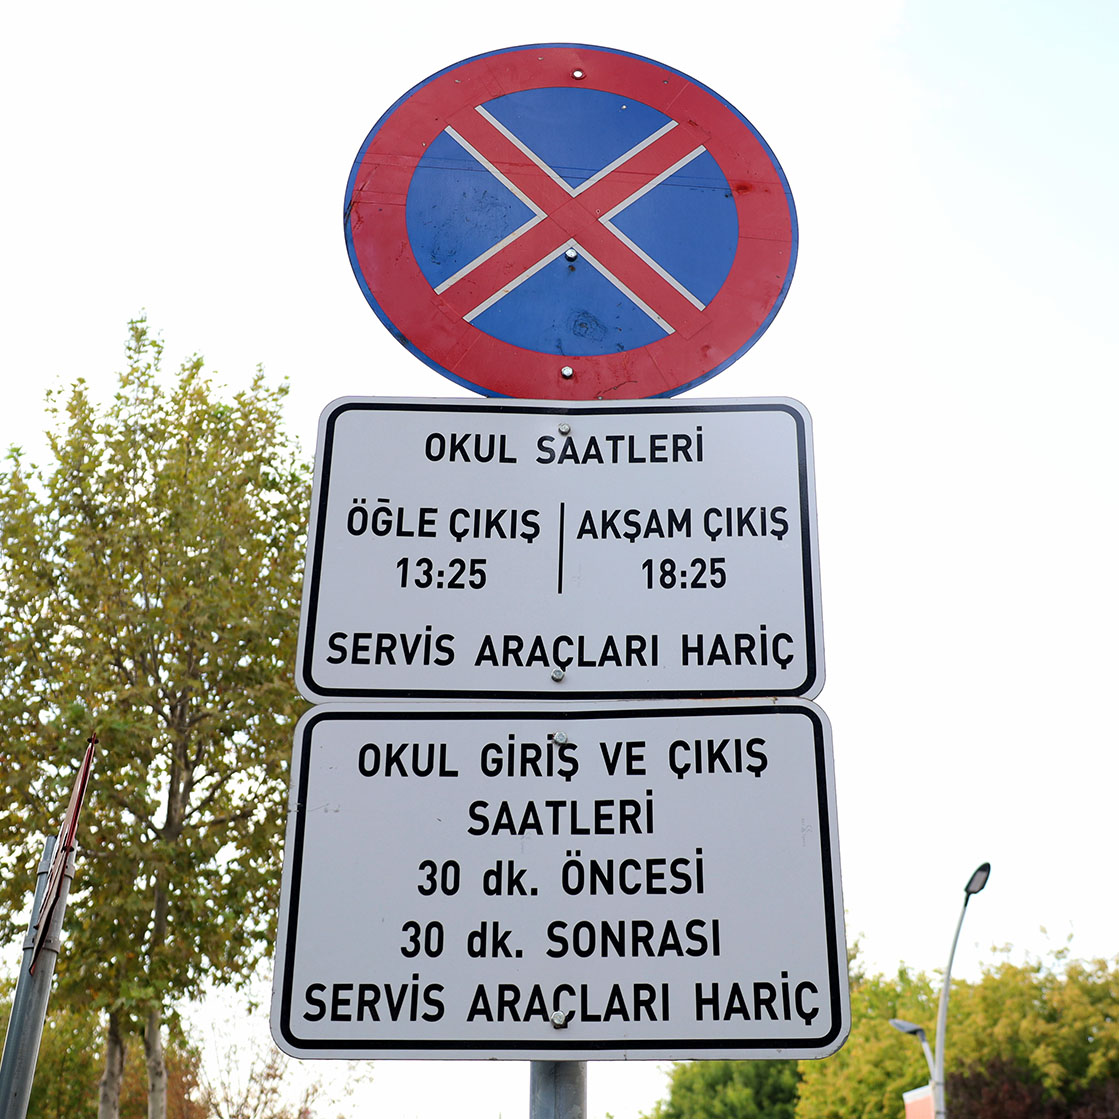 OKUL SAATLERİ
ÖĞLE ÇIKIŞ AKŞAM ÇIKIŞ
13:25 18:25
SERVİS ARAÇLARI HARİÇ
OKUL GİRİŞ VE ÇIKIŞ
SAATLERİ
30 dk. ÖNCESİ
30 dk. SONRASI
SERVİS ARAÇLARI HARİÇ